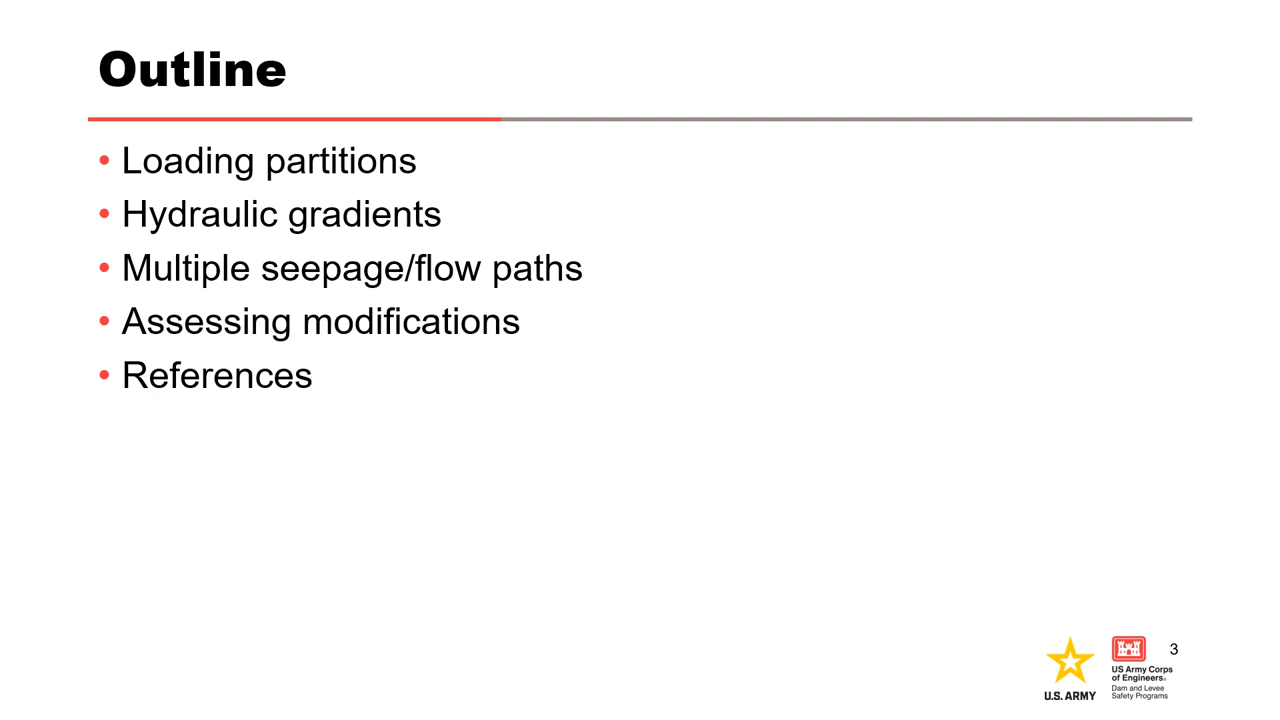 Outline
• Loading partitions
• Hydraulic gradients
• Multiple seepage/flow paths
• Assessing modifications
• References
U.S. ARMY
US Army Corps
of Engineers®
Dam and Levee
Safety Programs
3